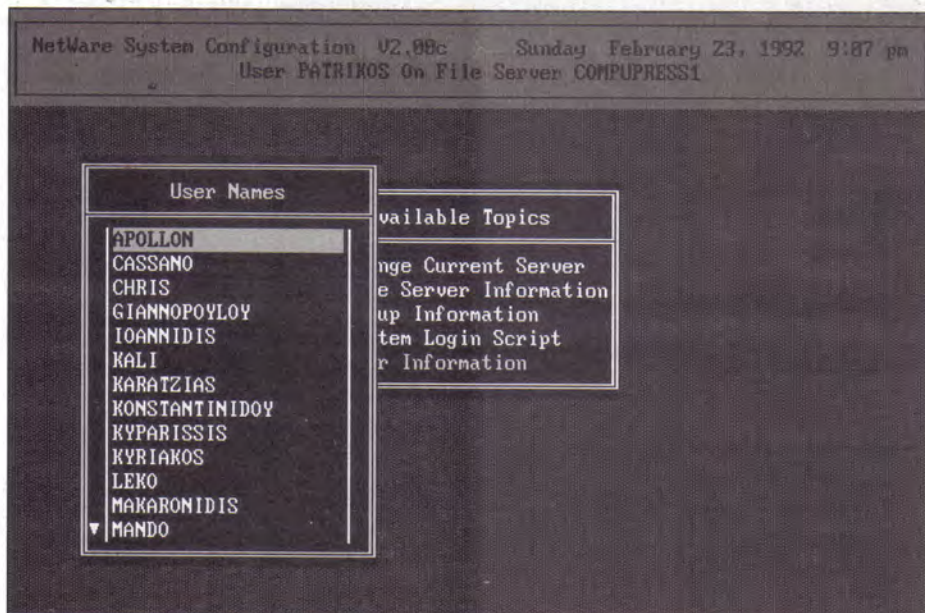 NetWare System Configuration V2.00c Sunday February 23, 1992 9:07 pm
User PATRIKOS On File Server COMPUPRESS1
User Names
APOLLON
CASSANO
CHRIS
GIANNOPOYLOY
IOANNIDIS
KALI
KARATZIAS
KONSTANTINIDOY
KYPARISSIS
KYRIAKOS
LEKO
MAKARONIDIS
▼ MANDO
vailable Topics
nge Current Server
e Server Information
up Information
tem Login Script
r Information